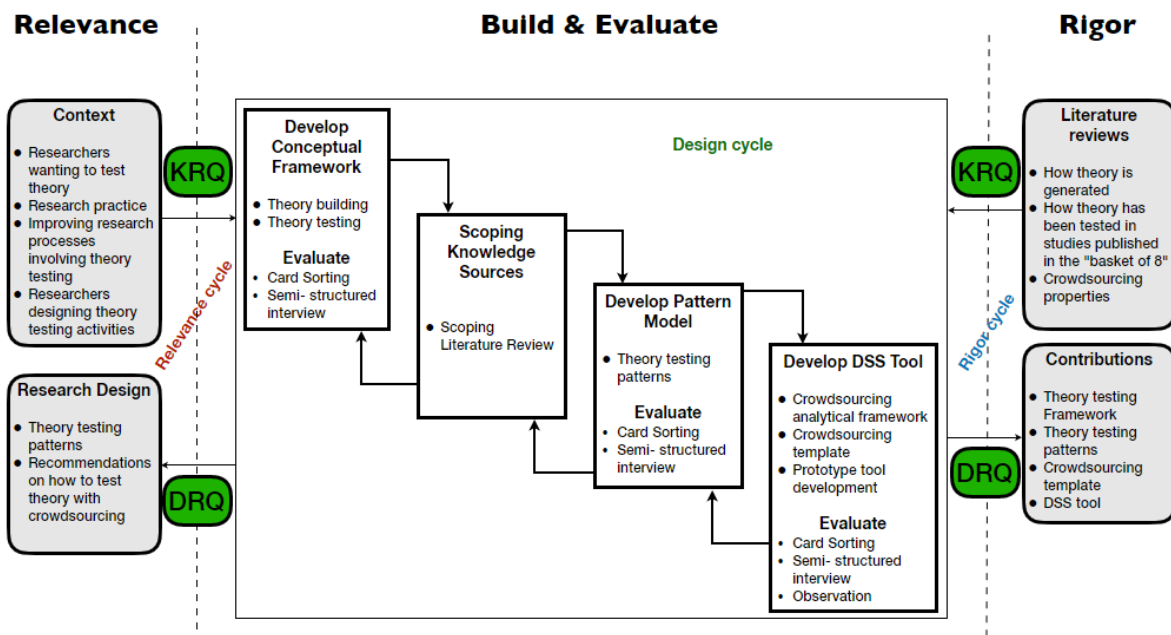 Relevance
Build & Evaluate
Rigor
Context
● Researchers
wanting to test
theory
● Research practice
● Improving research
processes
involving theory
testing
● Researchers
designing theory
testing activities
KRQ
Relevance cycle
Research Design
● Theory testing
patterns
● Recommendations
on how to test
theory with
crowdsourcing
DRQ
Develop
Conceptual
Framework
● Theory building
● Theory testing
Evaluate
• Card Sorting
• Semi- structured
interview
Design cycle
Scoping
Knowledge
Sources
● Scoping
Literature Review
Develop Pattern
Model
● Theory testing
patterns
Evaluate
• Card Sorting
• Semi-structured
interview
Develop DSS Tool
● Crowdsourcing
analytical framework
● Crowdsourcing
template
● Prototype tool
development
Evaluate
• Card Sorting
• Semi- structured
interview
• Observation
KRQ
Rigor cycle
Literature
reviews
● How theory is
generated
● How theory has
been tested in
studies published
in the "basket of 8"
● Crowdsourcing
properties
Contributions
● Theory testing
Framework
● Theory testing
patterns
● Crowdsourcing
template
● DSS tool
DRQ